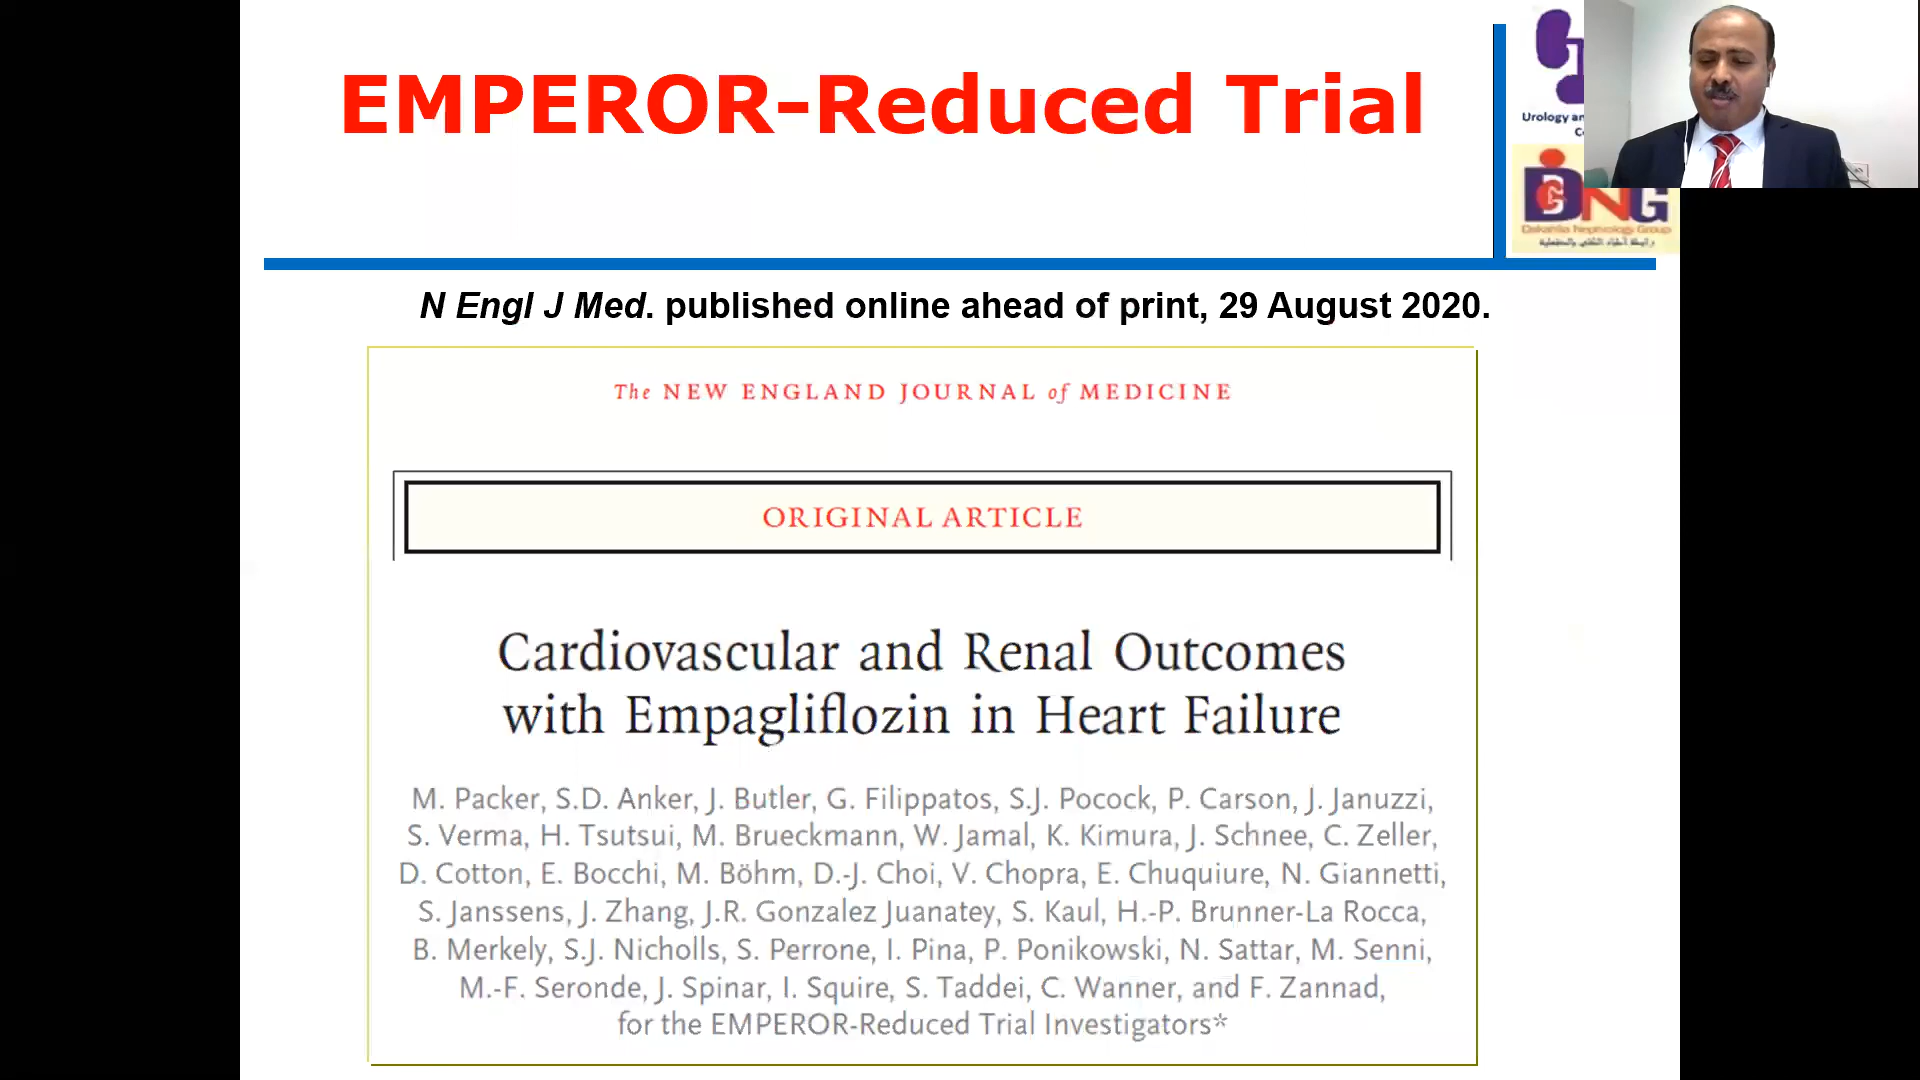 EMPEROR-Reduced Trial
Urology an
C
DNG
Dakahlia Nephrology Group
N Engl J Med. published online ahead of print, 29 August 2020.
The NEW ENGLAND JOURNAL of MEDICINE
ORIGINAL ARTICLE
Cardiovascular and Renal Outcomes
with Empagliflozin in Heart Failure
M. Packer, S.D. Anker, J. Butler, G. Filippatos, S.J. Pocock, P. Carson, J. Januzzi,
S. Verma, H. Tsutsui, M. Brueckmann, W. Jamal, K. Kimura, J. Schnee, C. Zeller,
D. Cotton, E. Bocchi, M. Böhm, D.-J. Choi, V. Chopra, E. Chuquiure, N. Giannetti,
S. Janssens, J. Zhang, J.R. Gonzalez Juanatey, S. Kaul, H.-P. Brunner-La Rocca,
B. Merkely, S.J. Nicholls, S. Perrone, I. Pina, P. Ponikowski, N. Sattar, M. Senni,
M.-F. Seronde, J. Spinar, I. Squire, S. Taddei, C. Wanner, and F. Zannad,
for the EMPEROR-Reduced Trial Investigators*